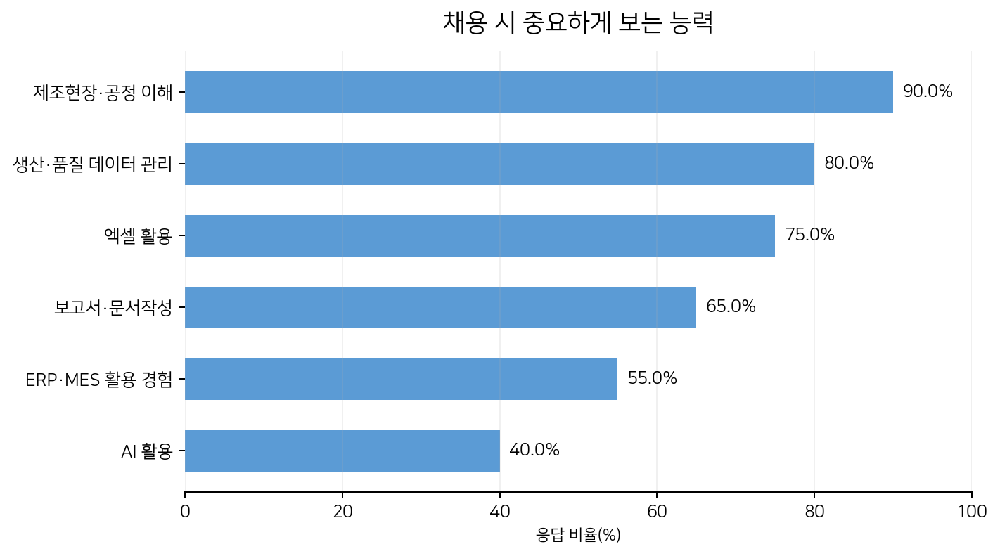 채용 시 중요하게 보는 능력
제조현장·공정 이해
90.0%
생산·품질 데이터 관리
80.0%
엑셀 활용
75.0%
보고서·문서작성
65.0%
ERP·MES 활용 경험
55.0%
AI 활용
40.0%
0 20 40 60 80 100
응답 비율(%)